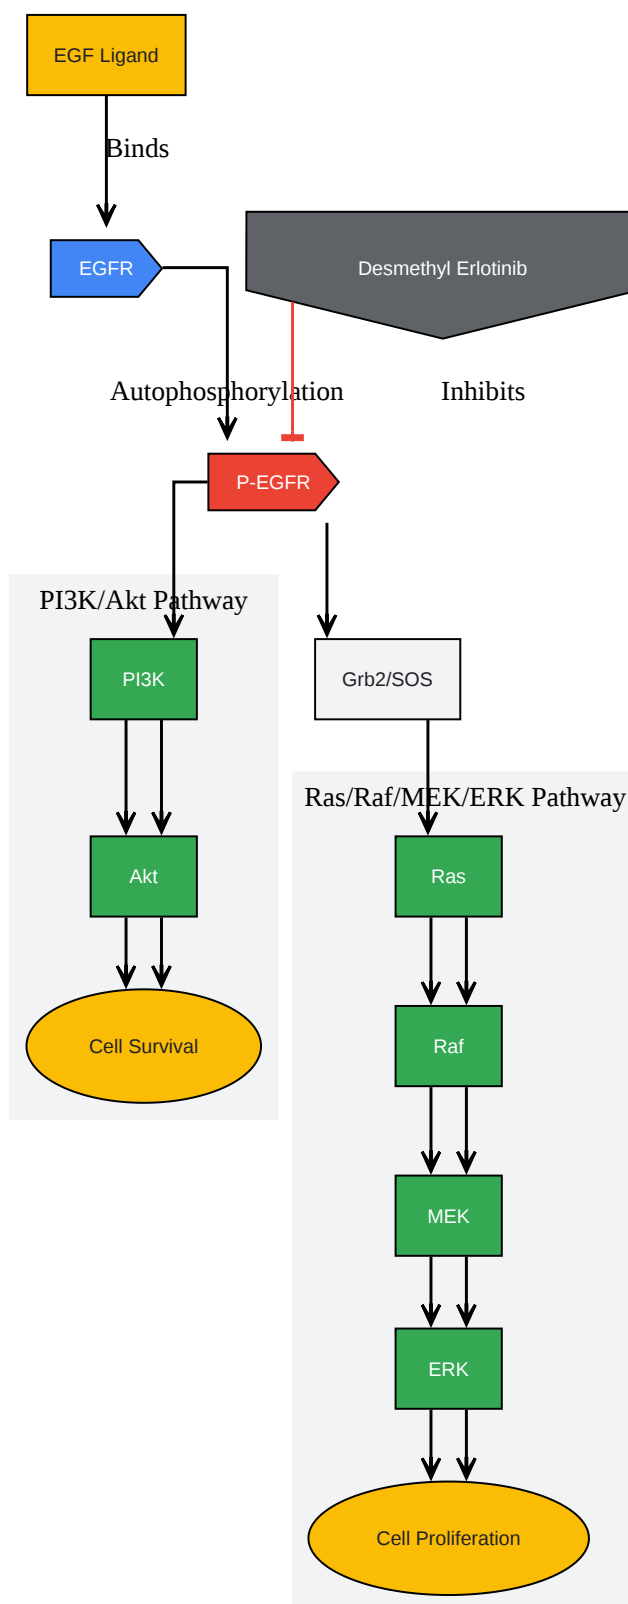 EGF Ligand
Binds
EGFR
Desmethyl Erlotinib
Autophosphorylation
Inhibits
P-EGFR
PI3K/Akt Pathway
PI3K
Grb2/SOS
Ras/Raf/MEK/ERK Pathway
Akt
Ras
Cell Survival
Raf
MEK
ERK
Cell Proliferation